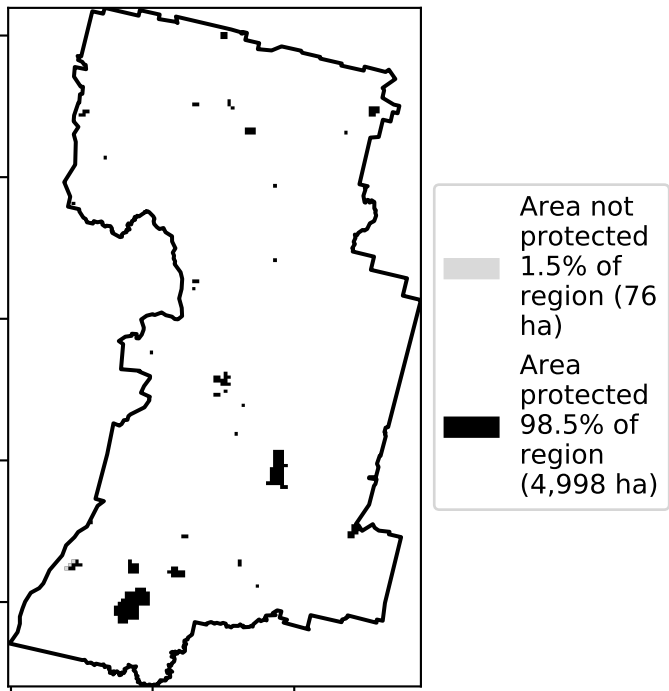 Area not
protected
1.5% of
region (76
ha)
Area
protected
98.5% of
region
(4,998 ha)